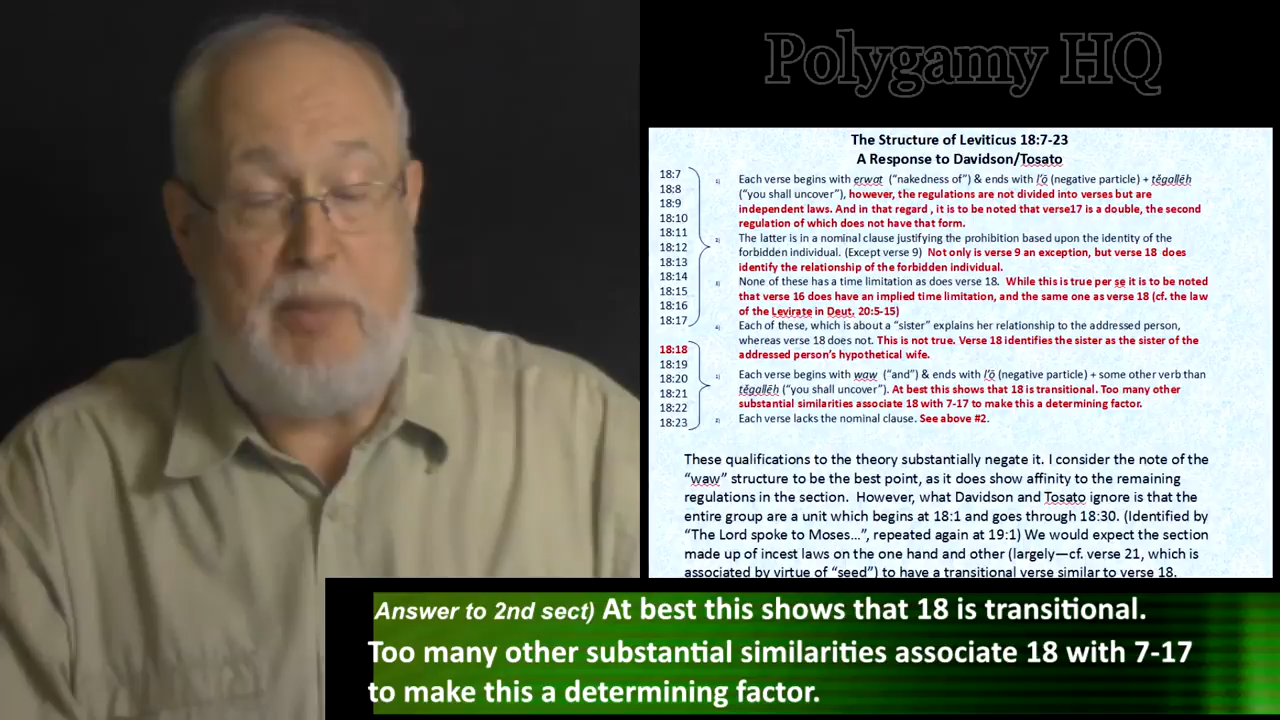 Polygamy HQ
The Structure of Leviticus 18:7-23
A Response to Davidson/Tosato
18:7
18:8
18:9
18:10
18:11
18:12
18:13
18:14
18:15
18:16
18:17
1) Each verse begins with erwat (“nakedness of”) & ends with l’ō (negative particle) + tĕgallēh
(“you shall uncover”), however, the regulations are not divided into verses but are
independent laws. And in that regard , it is to be noted that verse17 is a double, the second
regulation of which does not have that form.
2) The latter is in a nominal clause justifying the prohibition based upon the identity of the
forbidden individual. (Except verse 9) Not only is verse 9 an exception, but verse 18 does
identify the relationship of the forbidden individual.
3) None of these has a time limitation as does verse 18. While this is true per se it is to be noted
that verse 16 does have an implied time limitation, and the same one as verse 18 (cf. the law
of the Levirate in Deut. 20:5-15)
4) Each of these, which is about a “sister” explains her relationship to the addressed person,
whereas verse 18 does not. This is not true. Verse 18 identifies the sister as the sister of the
addressed person’s hypothetical wife.
18:18
18:19
18:20
18:21
18:22
18:23
1) Each verse begins with waw (“and”) & ends with l’ō (negative particle) + some other verb than
tĕgallēh (“you shall uncover”). At best this shows that 18 is transitional. Too many other
substantial similarities associate 18 with 7-17 to make this a determining factor.
2) Each verse lacks the nominal clause. See above #2.
These qualifications to the theory substantially negate it. I consider the note of the
“waw” structure to be the best point, as it does show affinity to the remaining
regulations in the section. However, what Davidson and Tosato ignore is that the
entire group are a unit which begins at 18:1 and goes through 18:30. (Identified by
“The Lord spoke to Moses…”, repeated again at 19:1) We would expect the section
made up of incest laws on the one hand and other (largely—cf. verse 21, which is
associated by virtue of “seed”) to have a transitional verse similar to verse 18.
Answer to 2nd sect) At best this shows that 18 is transitional.
Too many other substantial similarities associate 18 with 7-17
to make this a determining factor.